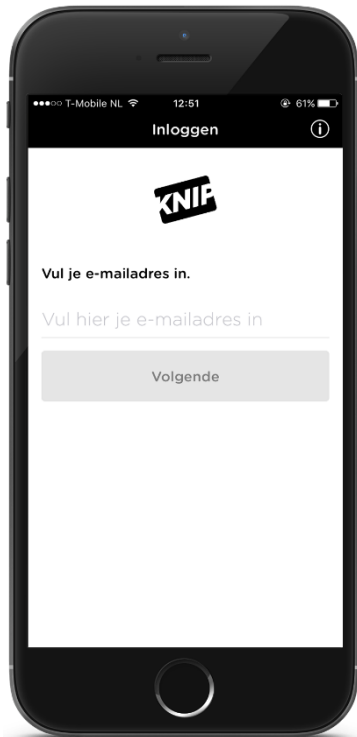 T-Mobile NL 12:51 61%
Inloggen
KNIP
Vul je e-mailadres in.
Vul hier je e-mailadres in
Volgende